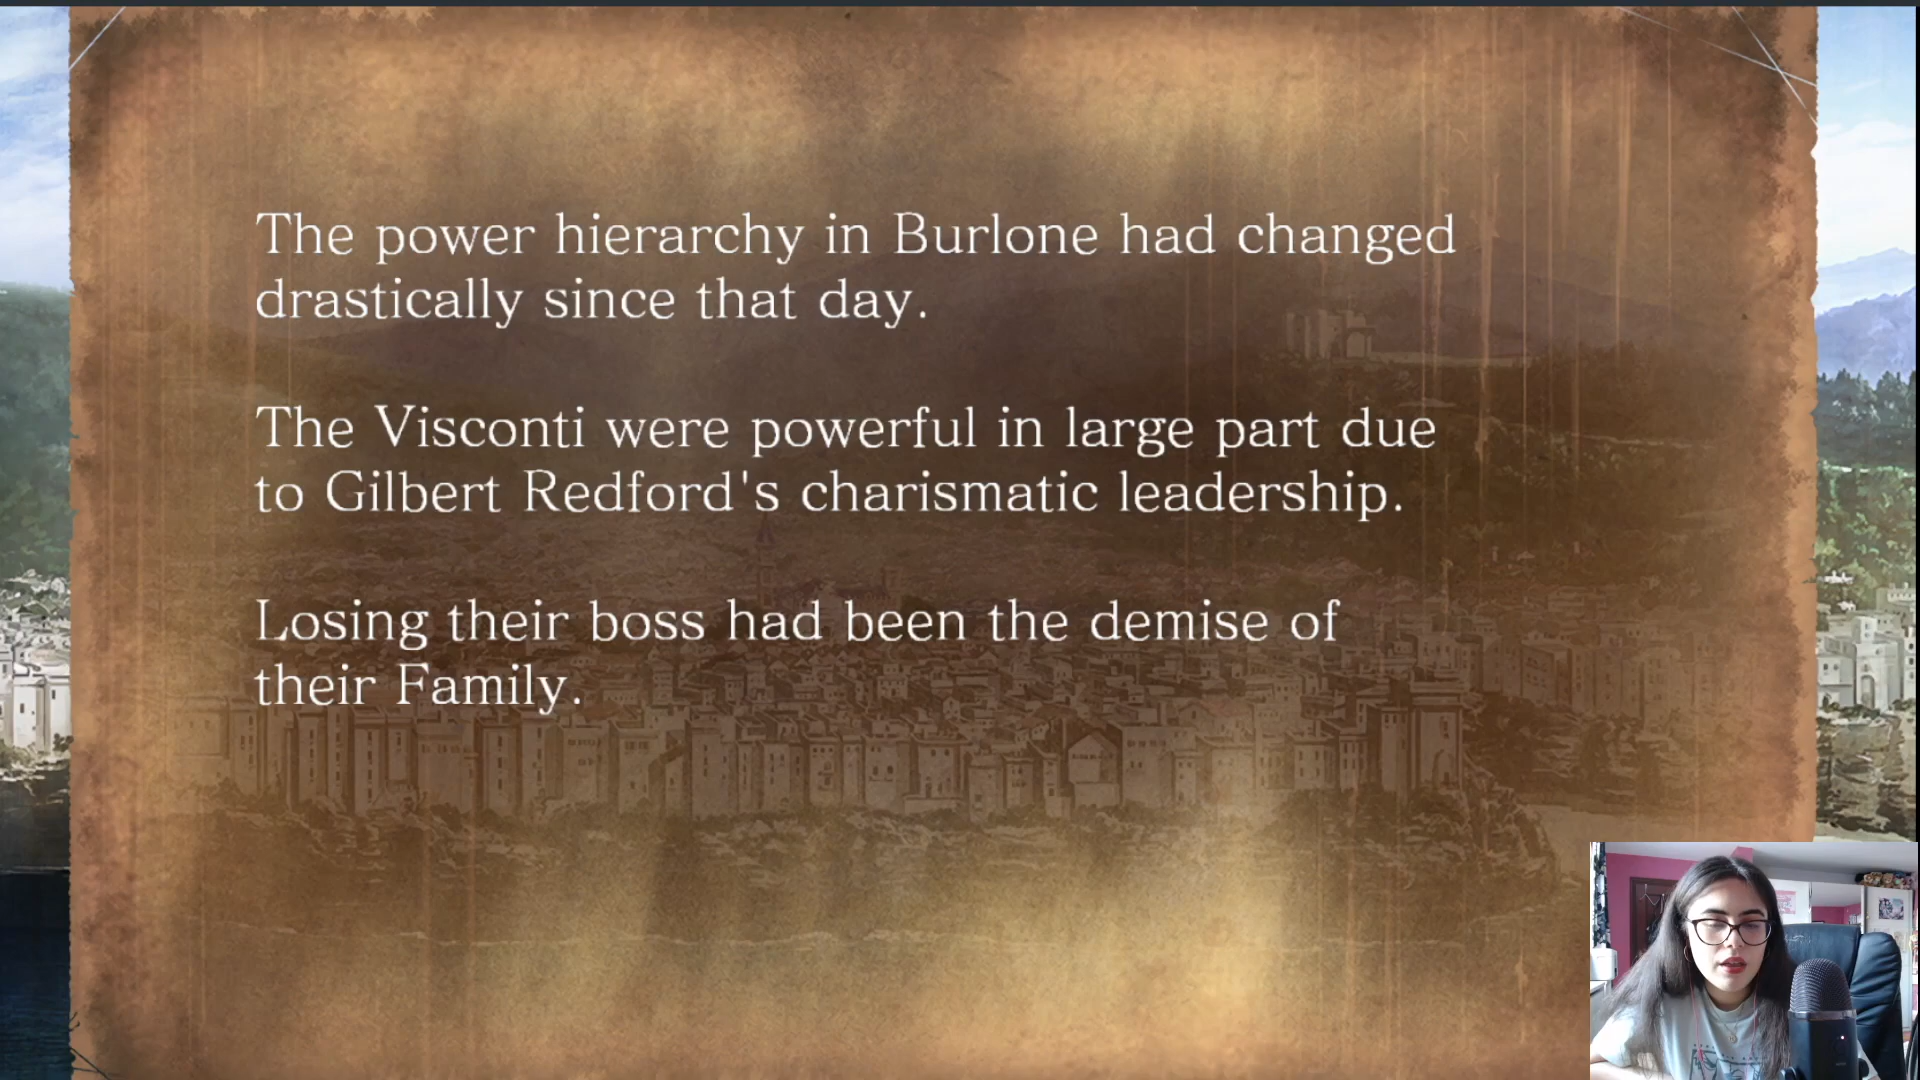 The power hierarchy in Burlone had changed
drastically since that day.
The Visconti were powerful in large part due
to Gilbert Redford's charismatic leadership.
Losing their boss had been the demise of
their Family.